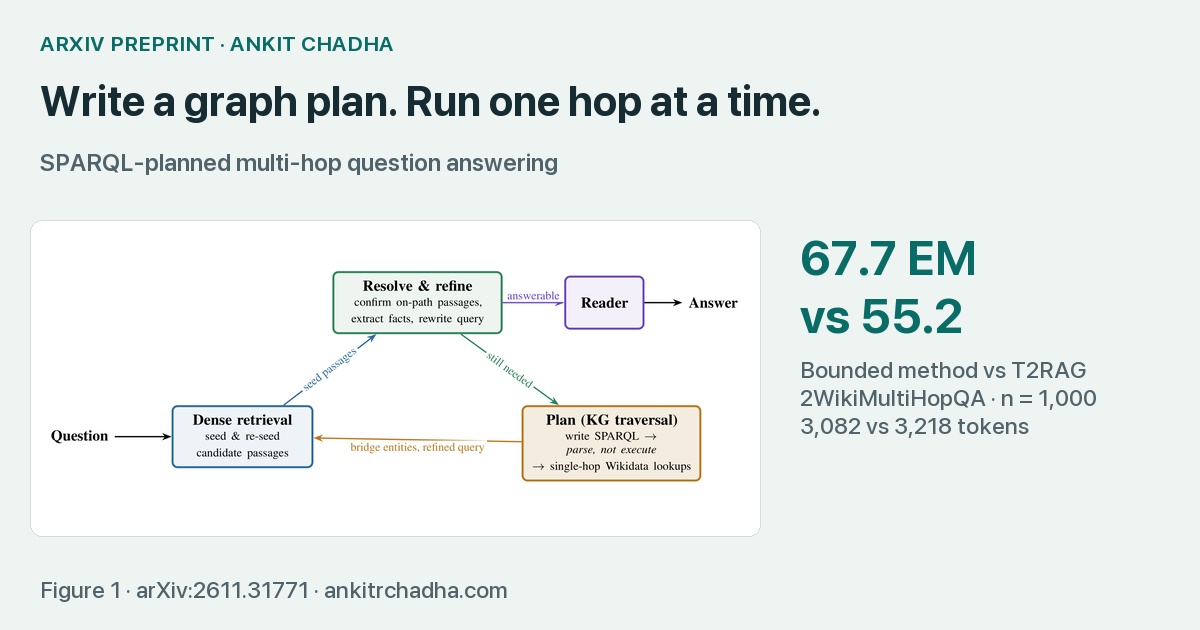 ARXIV PREPRINT · ANKIT CHADHA
Write a graph plan. Run one hop at a time.
SPARQL-planned multi-hop question answering
Resolve & refine
confirm on-path passages,
extract facts, rewrite query
answerable
Reader
Answer
seed passages
still needed
Question
Dense retrieval
seed & re-seed
candidate passages
bridge entities, refined query
Plan (KG traversal)
write SPARQL →
parse, not execute
→ single-hop Wikidata lookups
67.7 EM
vs 55.2
Bounded method vs T2RAG
2WikiMultiHopQA · n = 1,000
3,082 vs 3,218 tokens
Figure 1 · arXiv:2611.31771 · ankitrchadha.com